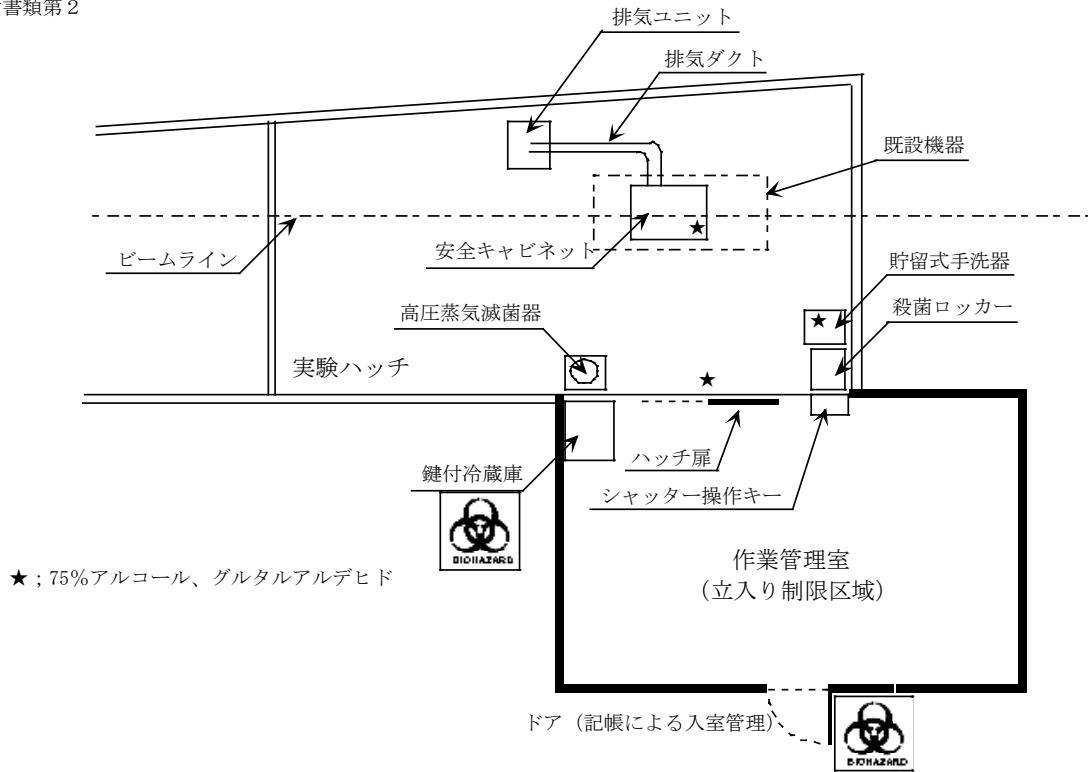 書類第２
排気ユニット
排気ダクト
既設機器
ビームライン
安全キャビネット
貯留式手洗器
殺菌ロッカー
高圧蒸気滅菌器
実験ハッチ
ハッチ扉
鍵付冷蔵庫
シャッター操作キー
BIOHAZARD
★；75%アルコール、グルタルアルデヒド
作業管理室
（立入り制限区域）
ドア（記帳による入室管理）
BIOHAZARD